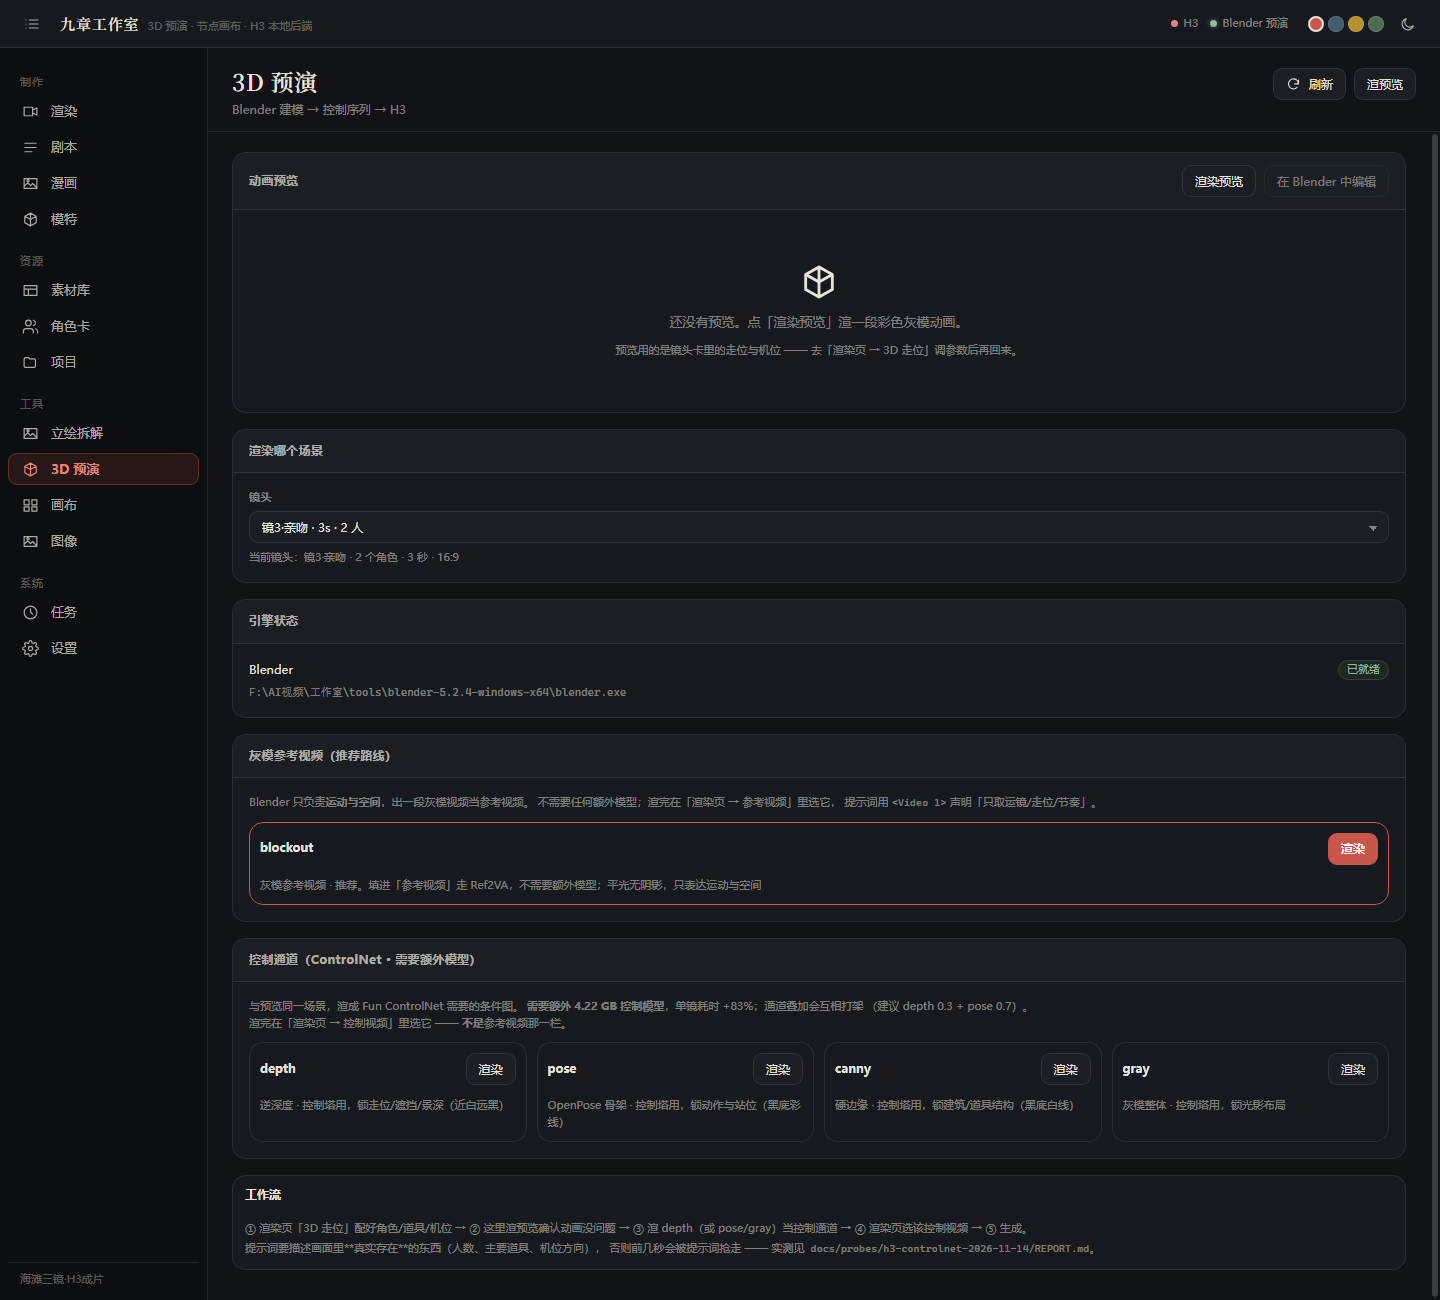 九章工作室 3D 预演 · 节点画布 · H3 本地后端
H3 Blender 预演
制作
渲染
剧本
漫画
模特
资源
素材库
角色卡
项目
工具
立绘拆解
3D 预演
画布
图像
系统
任务
设置
海滩三镜·H3成片
3D 预演
Blender 建模 → 控制序列 → H3
刷新 渲预览
动画预览 渲染预览 在 Blender 中编辑
还没有预览。点「渲染预览」渲一段彩色灰模动画。
预览用的是镜头卡里的走位与机位 —— 去「渲染页 → 3D 走位」调参数后再回来。
渲染哪个场景
镜头
镜3·亲吻 · 3s · 2 人
当前镜头：镜3·亲吻 · 2 个角色 · 3 秒 · 16:9
引擎状态
Blender 已就绪
F:\AI视频\工作室\tools\blender-5.2.4-windows-x64\blender.exe
灰模参考视频（推荐路线）
Blender 只负责运动与空间，出一段灰模视频当参考视频。 不需要任何额外模型；渲完在「渲染页 → 参考视频」里选它， 提示词用 <Video 1> 声明「只取运镜/走位/节奏」。
blockout 渲染
灰模参考视频 · 推荐。填进「参考视频」走 Ref2VA，不需要额外模型；平光无阴影，只表达运动与空间
控制通道（ControlNet · 需要额外模型）
与预览同一场景，渲成 Fun ControlNet 需要的条件图。 需要额外 4.22 GB 控制模型，单镜耗时 +83%；通道叠加会互相打架 （建议 depth 0.3 + pose 0.7）。
渲完在「渲染页 → 控制视频」里选它 —— 不是参考视频那一栏。
depth 渲染
逆深度 · 控制塔用，锁走位/遮挡/景深（近白远黑）
pose 渲染
OpenPose 骨架 · 控制塔用，锁动作与站位（黑底彩
线）
canny 渲染
硬边缘 · 控制塔用，锁建筑/道具结构（黑底白线）
gray 渲染
灰模整体 · 控制塔用，锁光影布局
工作流
① 渲染页「3D 走位」配好角色/道具/机位 → ② 这里渲预览确认动画没问题 → ③ 渲 depth（或 pose/gray）当控制通道 → ④ 渲染页选该控制视频 → ⑤ 生成。
提示词要描述画面里**真实存在**的东西（人数、主要道具、机位方向）， 否则前几秒会被提示词抢走 —— 实测见 docs/probes/h3-controlnet-2026-11-14/REPORT.md。